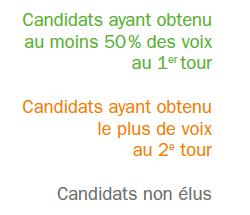 Candidats ayant obtenu
au moins 50 % des voix
au 1er tour
Candidats ayant obtenu
le plus de voix
au 2e tour
Candidats non élus